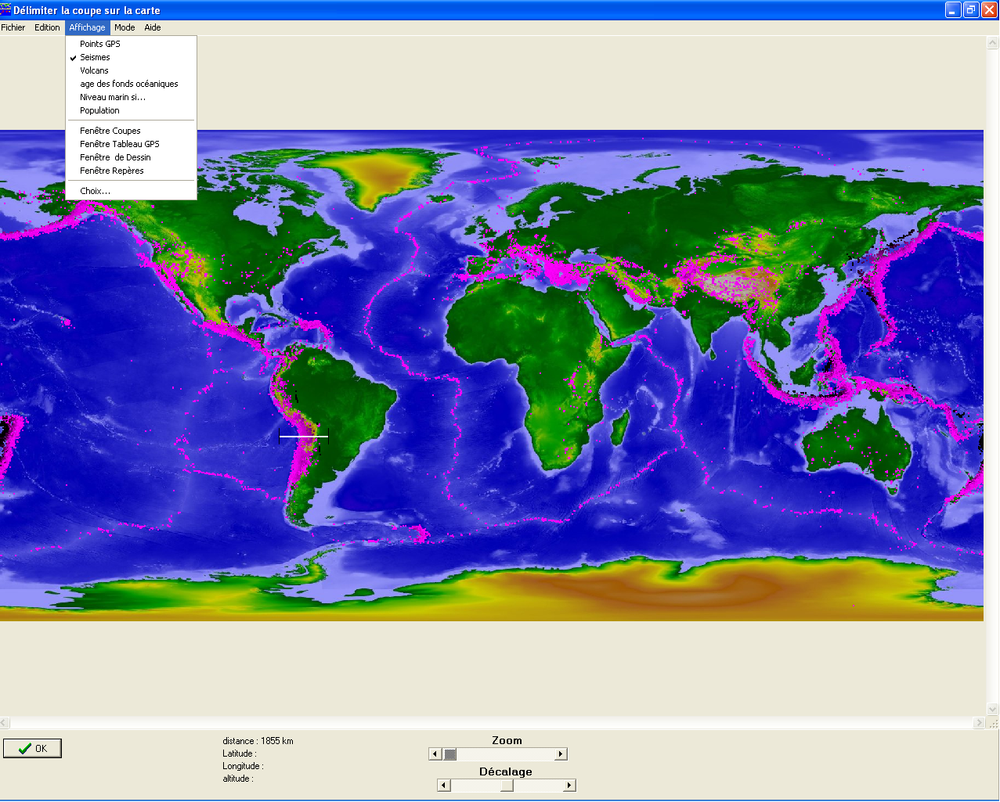 Délimiter la coupe sur la carte
Fichier Edition Affichage Mode Aide
Points GPS
Seismes
Volcans
age des fonds océaniques
Niveau marin si...
Population
Fenêtre Coupes
Fenêtre Tableau GPS
Fenêtre de Dessin
Fenêtre Repères
Choix...
OK
distance : 1855 km
Latitude :
Longitude :
altitude :
Zoom
Décalage